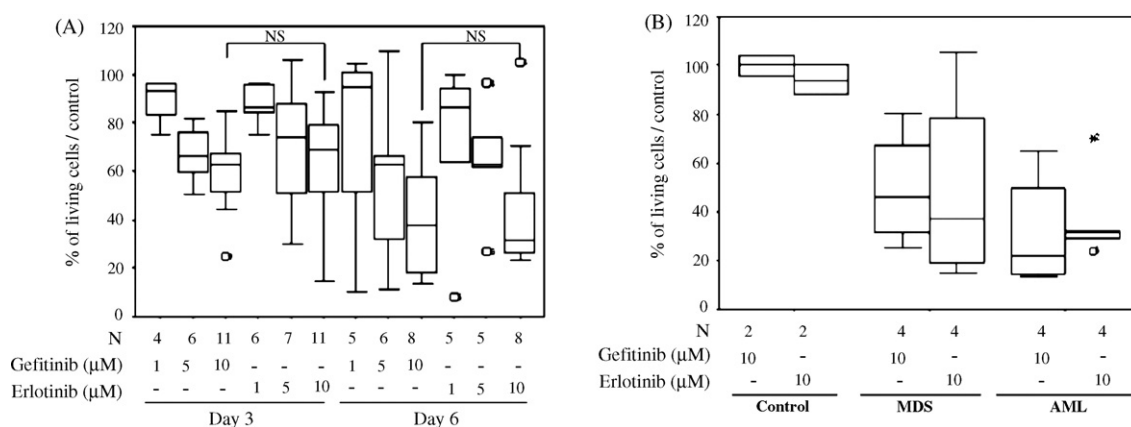 (A)
NS
NS
% of living cells / control
120
100
80
60
40
20
0
N 4 6 11 6 7 11 5 6 8 5 5 8
Gefitinib (µM) 1 5 10 - - - 1 5 10 - - -
Erlotinib (µM) - - - 1 5 10 - - - 1 5 10
Day 3 Day 6
(B)
% of living cells / control
120
100
80
60
40
20
0
N 2 2 4 4 4 4
Gefitinib (µM) 10 - 10 - 10 -
Erlotinib (µM) - 10 - 10 - 10
Control MDS AML